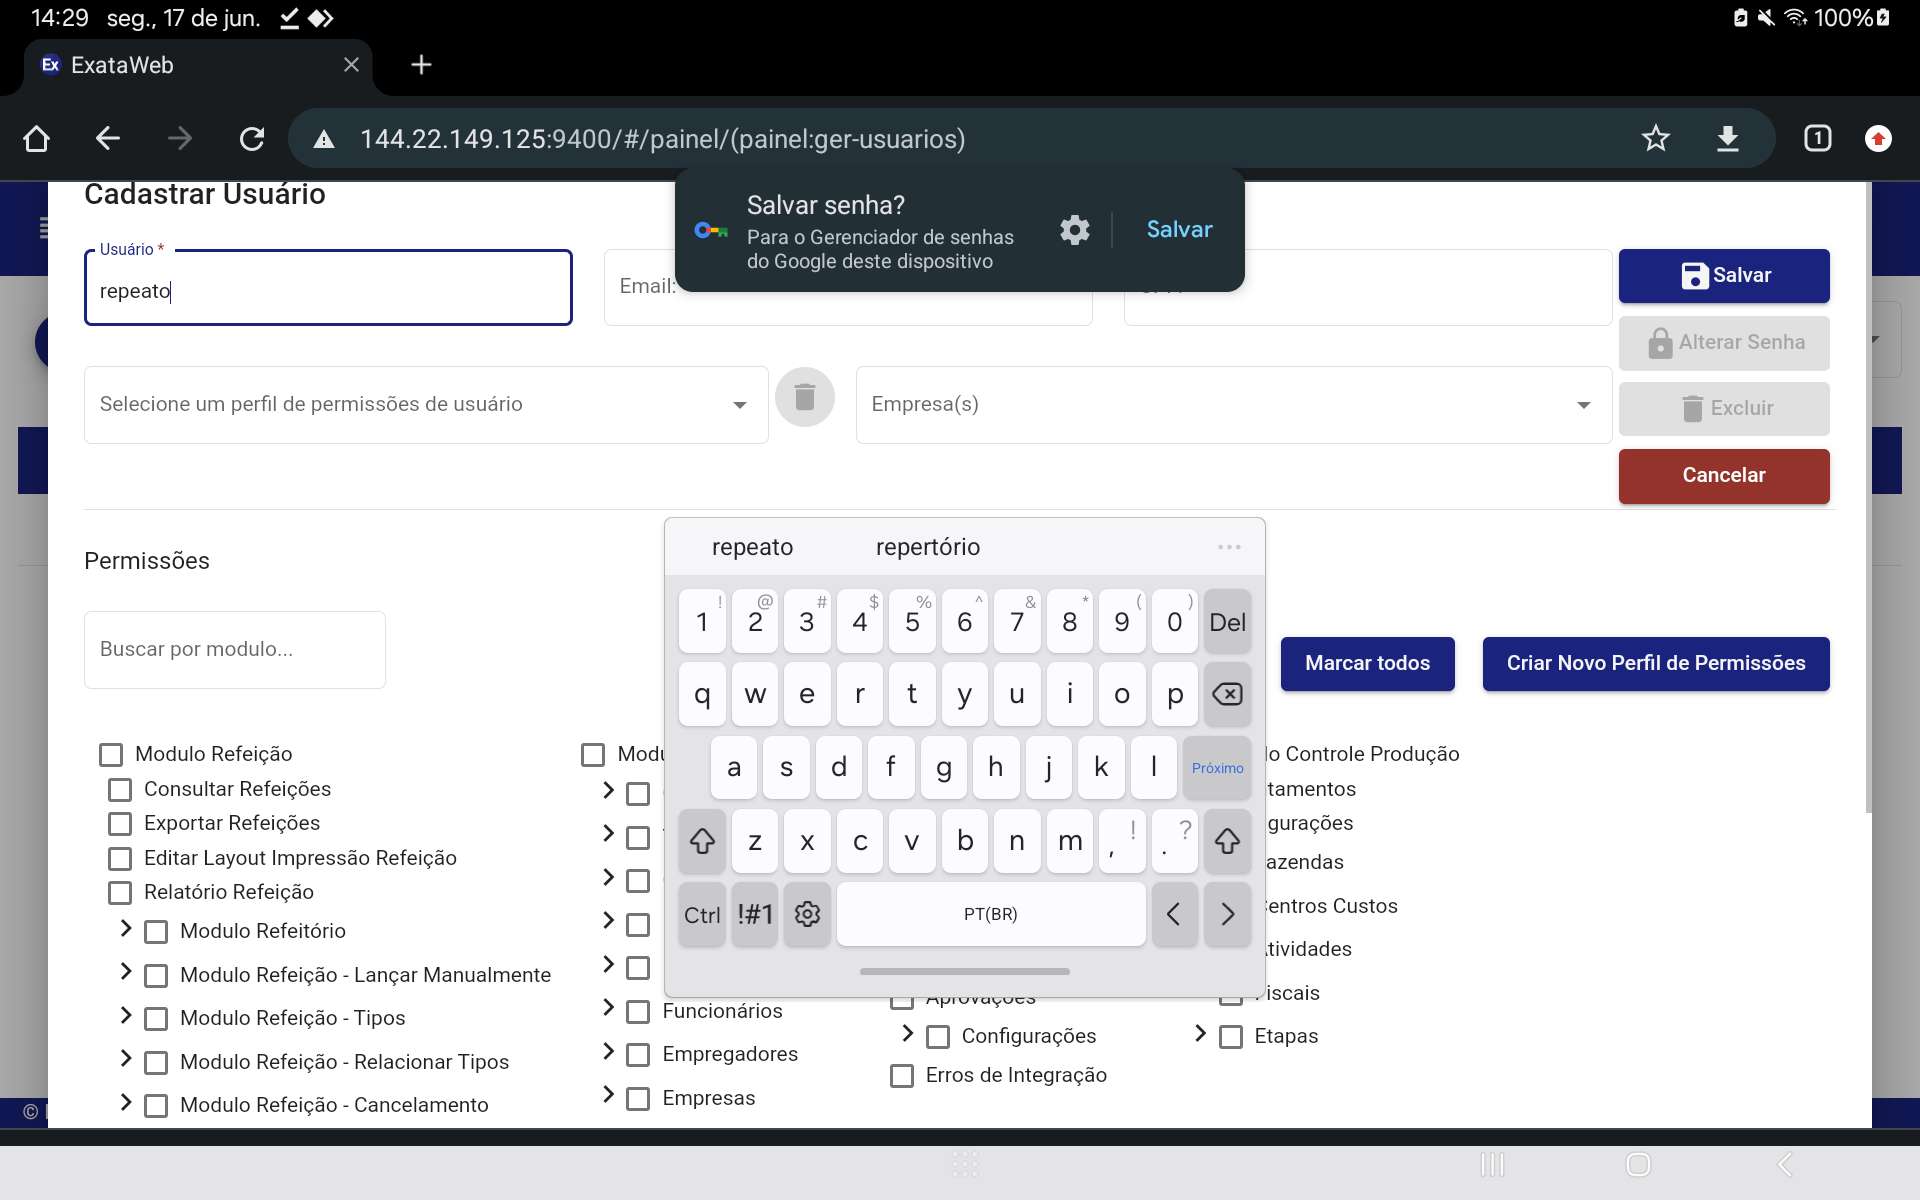 14:29 seg., 17 de jun.
100%
Ex ExataWeb
144.22.149.125:9400/#/painel/(painel:ger-usuarios)
1
Cadastrar Usuário
Salvar senha?
Para o Gerenciador de senhas
do Google deste dispositivo
Salvar
Usuário *
repeato
Email:
Salvar
Alterar Senha
Selecione um perfil de permissões de usuário
Empresa(s)
Excluir
Cancelar
Permissões
repeato repertório ...
Buscar por modulo...
! @ # $ % ^ & * ( )
1 2 3 4 5 6 7 8 9 0 Del
Marcar todos
Criar Novo Perfil de Permissões
q w e r t y u i o p
a s d f g h j k l Próximo
z x c v b n m , ! . ?
Ctrl !#1 PT(BR) < >
Modulo Refeição
Consultar Refeições
Exportar Refeições
Editar Layout Impressão Refeição
Relatório Refeição
Modulo Refeitório
Modulo Refeição - Lançar Manualmente
Modulo Refeição - Tipos
Modulo Refeição - Relacionar Tipos
Modulo Refeição - Cancelamento
Modu
Funcionários
Empregadores
Empresas
Aprovações
Configurações
Erros de Integração
lo Controle Produção
tamentos
gurações
azendas
Centros Custos
Atividades
Fiscais
Etapas
©